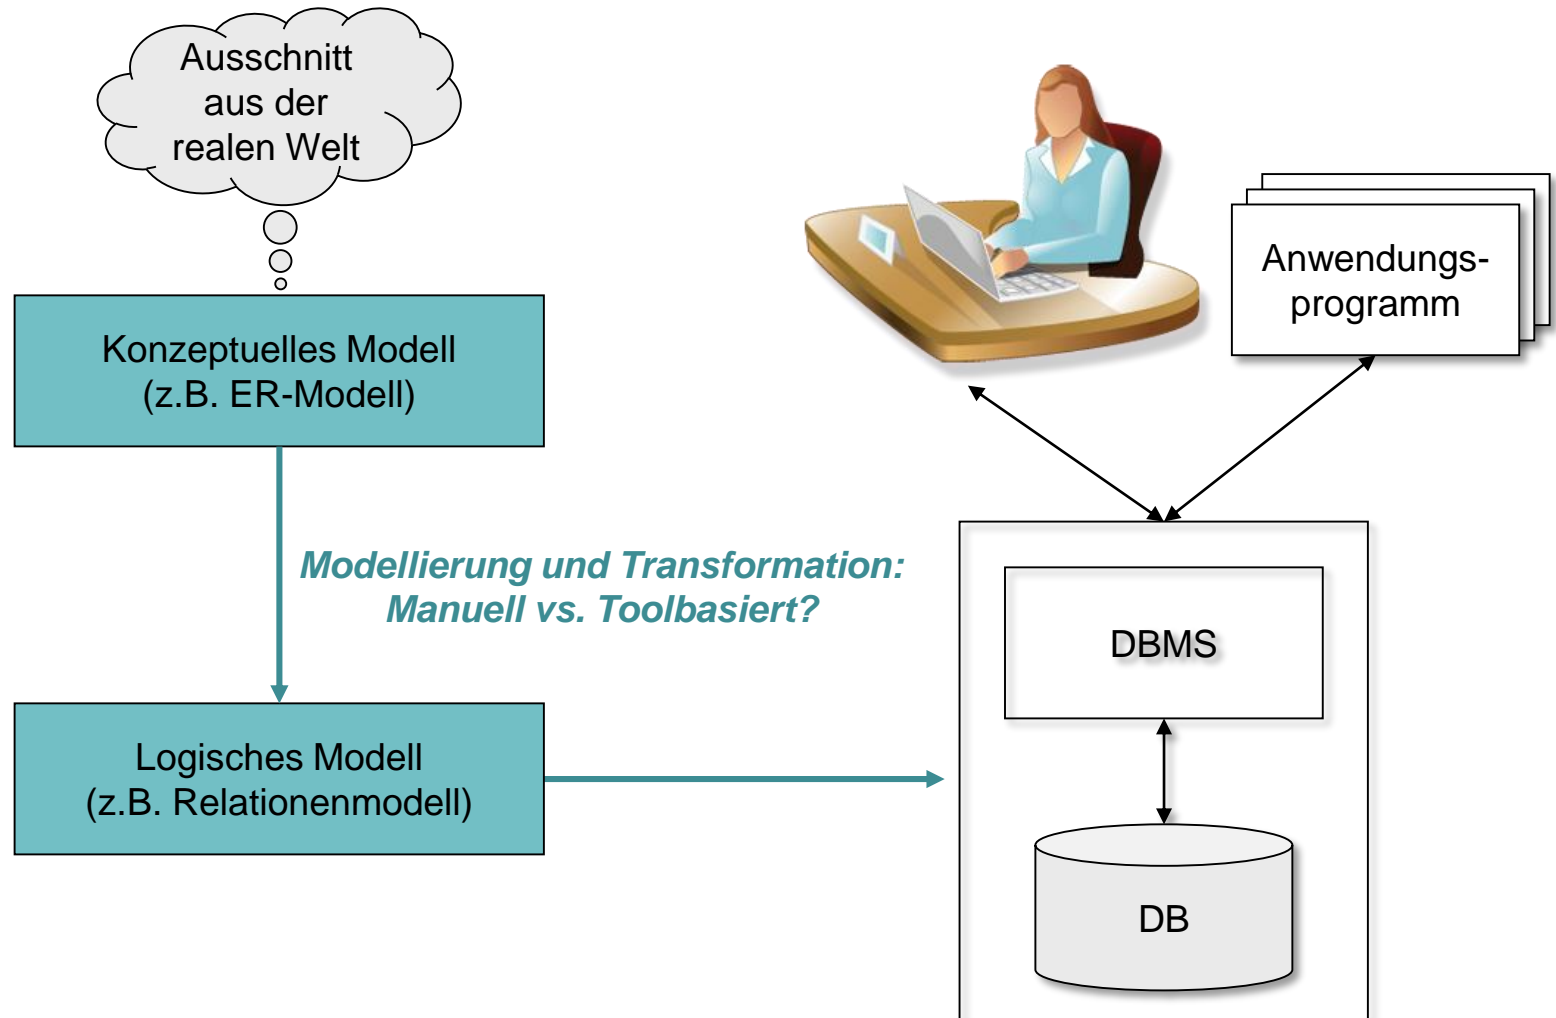 Ausschnitt
aus der
realen Welt
Konzeptuelles Modell
(z.B. ER-Modell)
Modellierung und Transformation:
Manuell vs. Toolbasiert?
Logisches Modell
(z.B. Relationenmodell)
Anwendungs-
programm
DBMS
DB